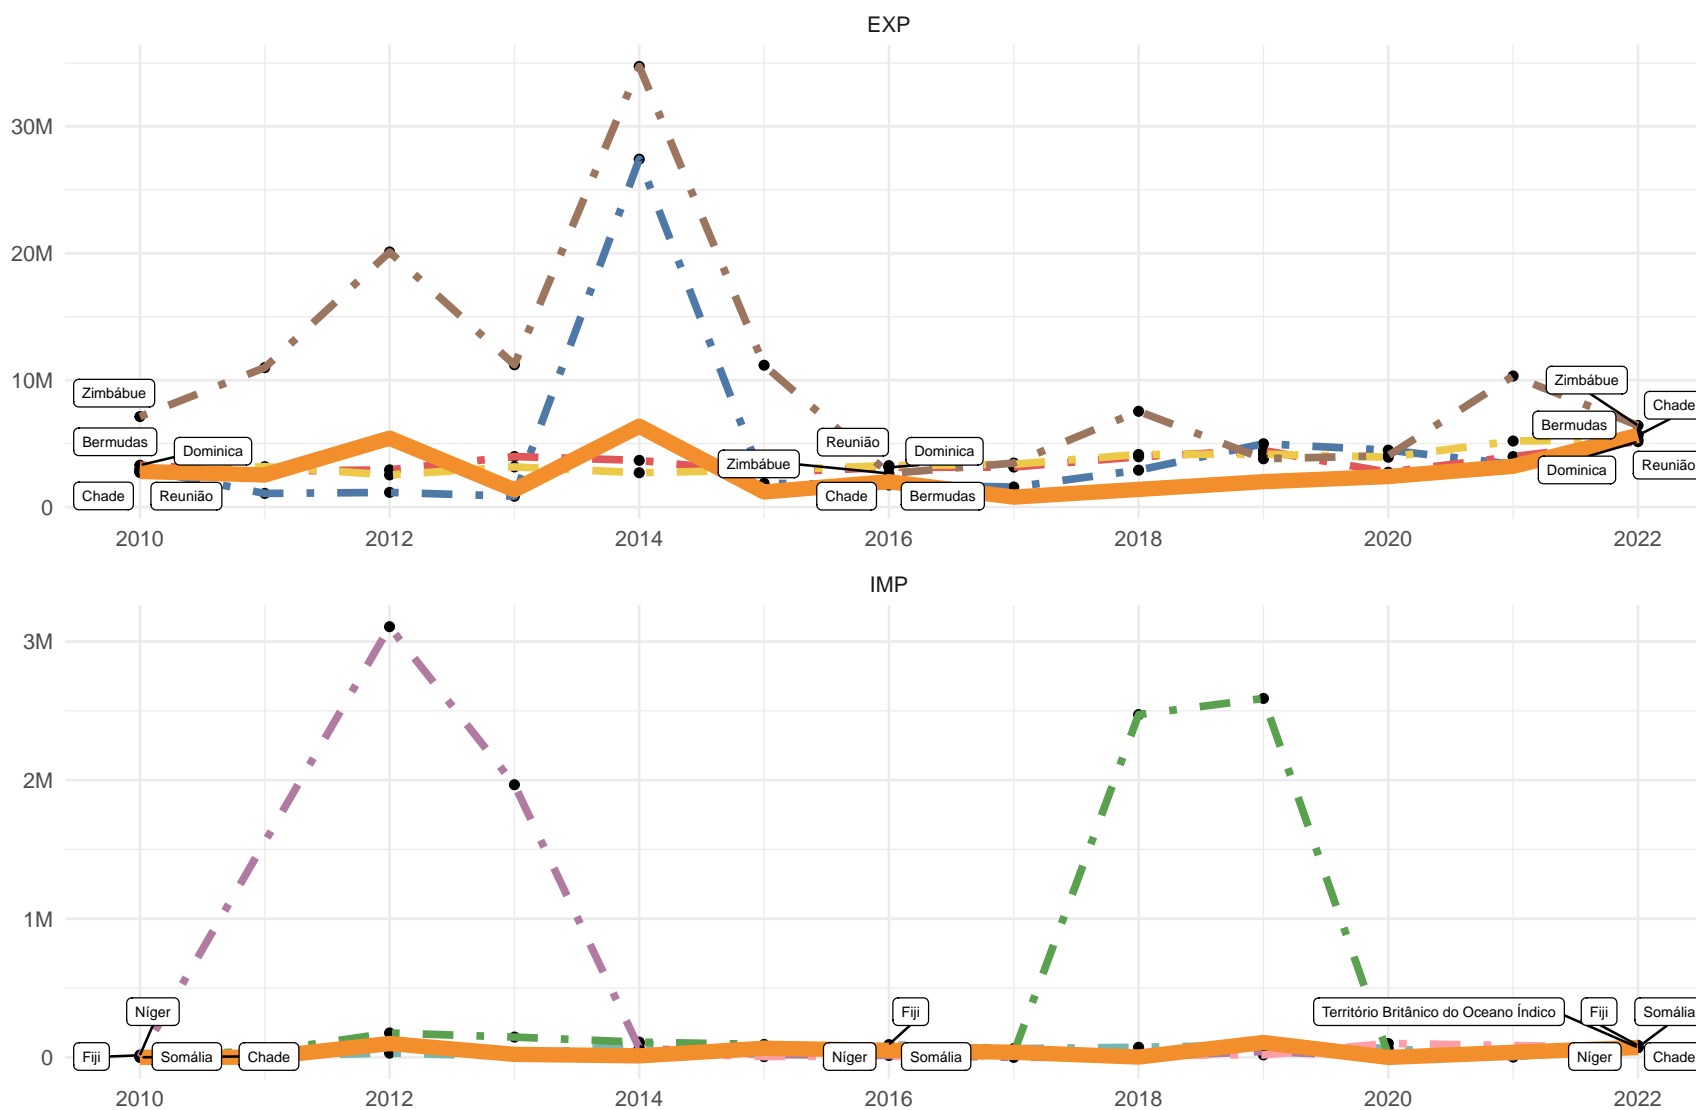 EXP
30M
20M
10M
0
Zimbábue
Bermudas
Dominica
Chade
Reunião
Reunião
Dominica
Zimbábue
Chade
Bermudas
Zimbábue
Chade
Bermudas
Dominica
Reunião
2010
2012
2014
2016
2018
2020
2022
IMP
3M
2M
1M
0
Níger
Fiji
Somália
Chade
Fiji
Níger
Somália
Território Britânico do Oceano Índico
Fiji
Somália
Níger
Chade
2010
2012
2014
2016
2018
2020
2022